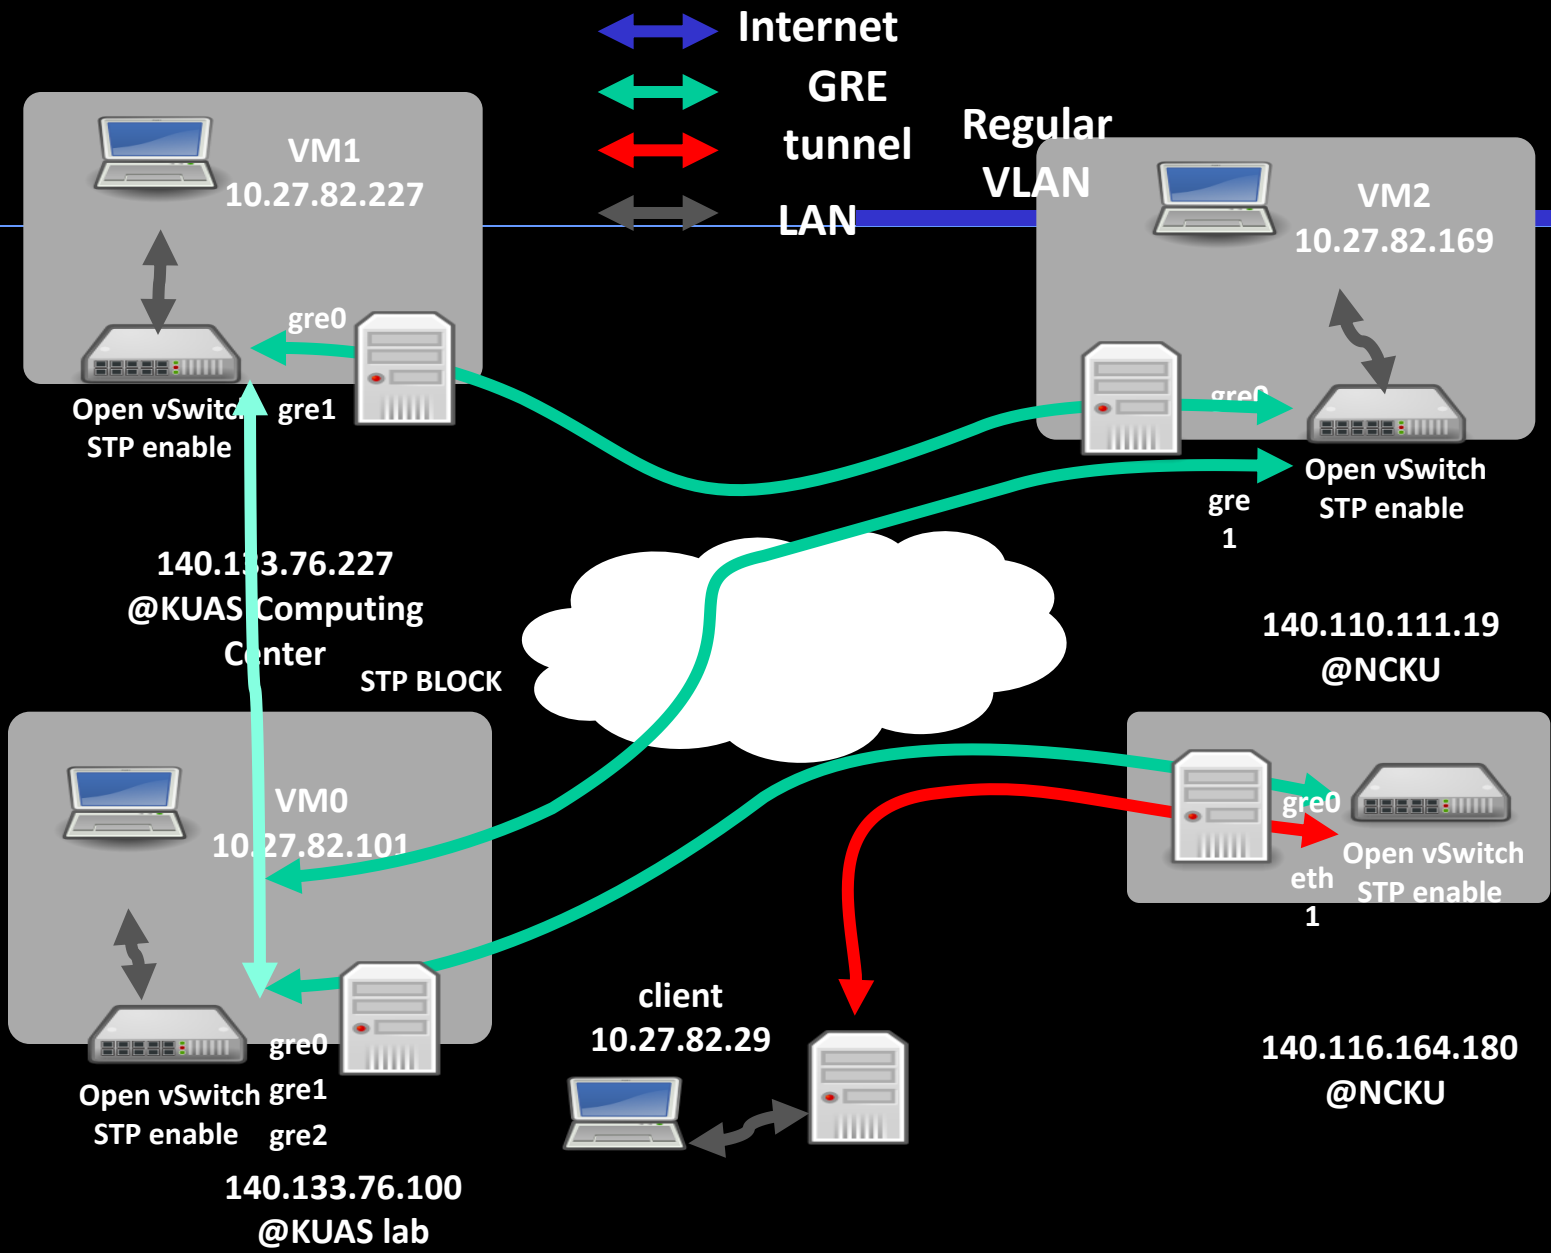 Internet
GRE
tunnel
LAN
Regular
VLAN
VM1
10.27.82.227
gre0
Open vSwitch
STP enable
gre1
140.133.76.227
@KUAS Computing
Center
VM2
10.27.82.169
gre0
Open vSwitch
STP enable
gre
1
140.110.111.19
@NCKU
STP BLOCK
VM0
10.27.82.101
gre0
gre1
gre2
Open vSwitch
STP enable
140.133.76.100
@KUAS lab
client
10.27.82.29
gre0
eth
1
Open vSwitch
STP enable
140.116.164.180
@NCKU